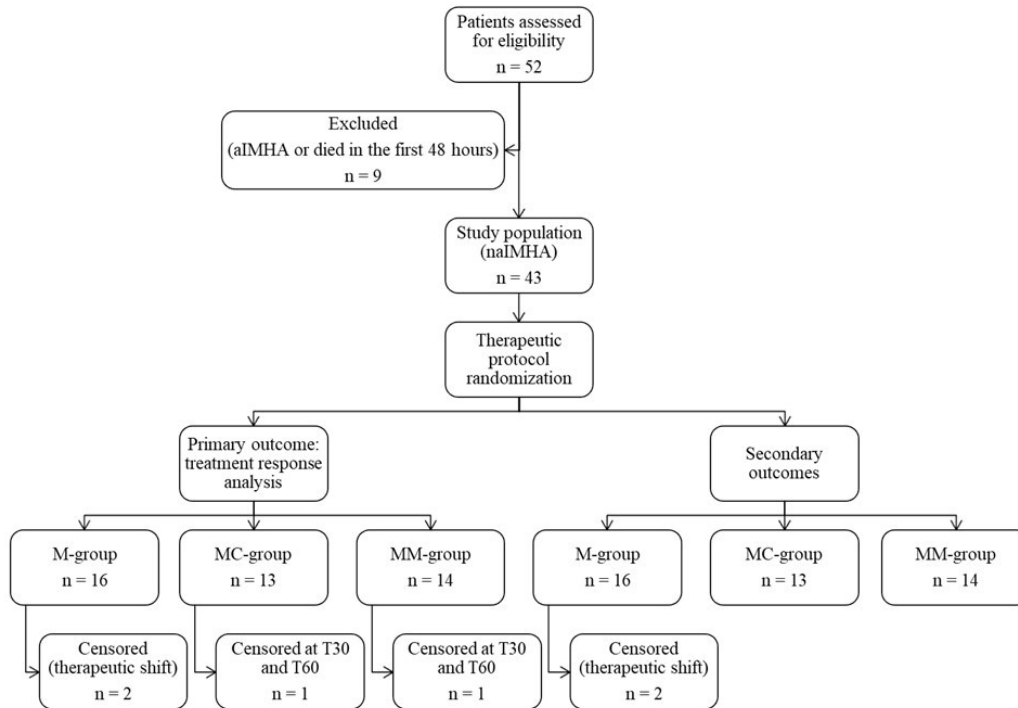 Patients assessed
for eligibility
n = 52
Excluded
(aIMHA or died in the first 48 hours)
n = 9
Study population
(naIMHA)
n = 43
Therapeutic
protocol
randomization
Primary outcome:
treatment response
analysis
Secondary
outcomes
M-group
n = 16
MC-group
n = 13
MM-group
n = 14
M-group
n = 16
MC-group
n = 13
MM-group
n = 14
Censored
(therapeutic shift)
n = 2
Censored at T30
and T60
n = 1
Censored at T30
and T60
n = 1
Censored
(therapeutic shift)
n = 2